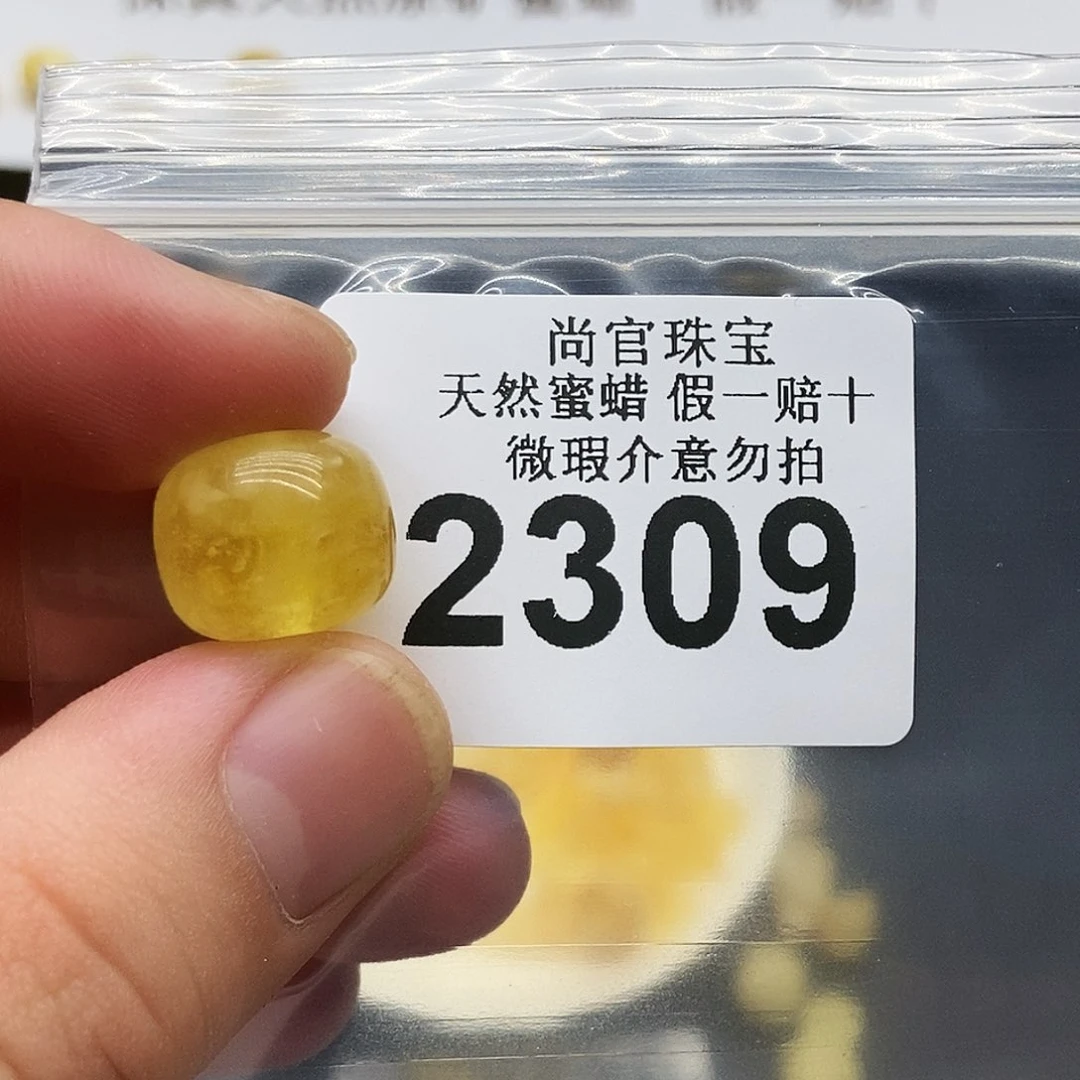 尚官珠宝
天然蜜蜡 假一赔十
微瑕介意勿拍
2309